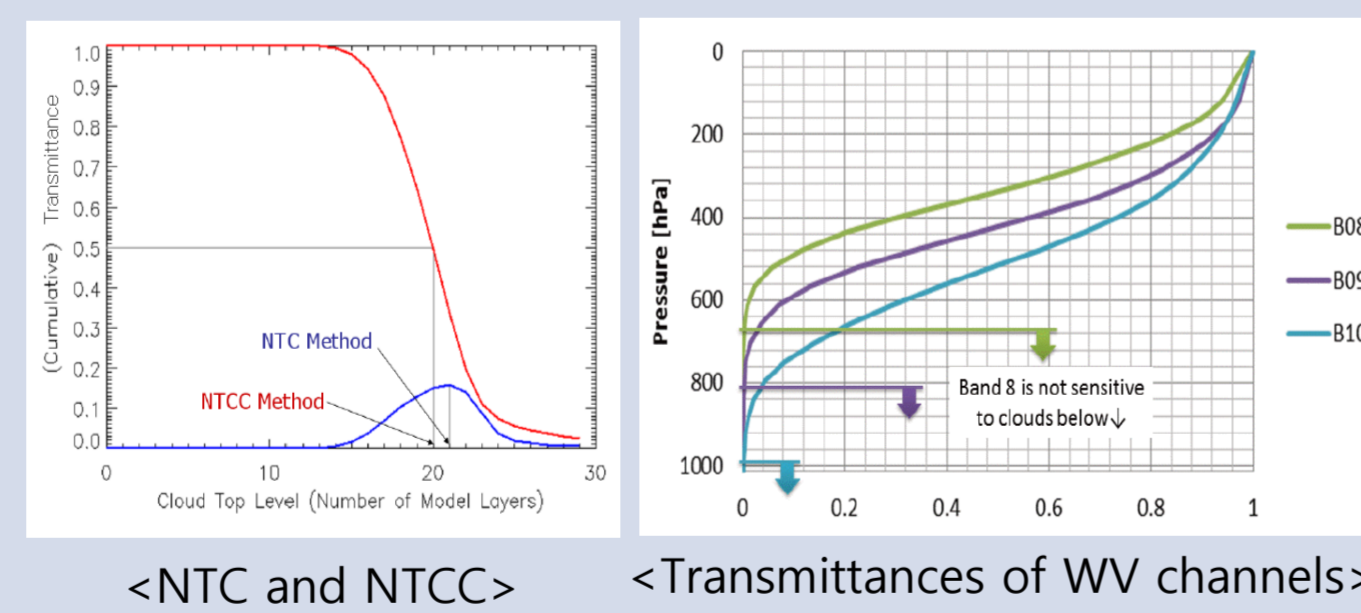 (Cumulative) Transmittance
1.0
0.9
0.8
0.7
0.6
0.5
0.4
0.3
0.2
0.1
0.0
NTC Method
NTCC Method
0 10 20 30
Cloud Top Level (Number of Model Layers)
<NTC and NTCC>
Pressure [hPa]
0
200
400
600
800
1000
Band 8 is not sensitive
to clouds below↓
0 0.2 0.4 0.6 0.8 1
B08
B09
B10
<Transmittances of WV channels>